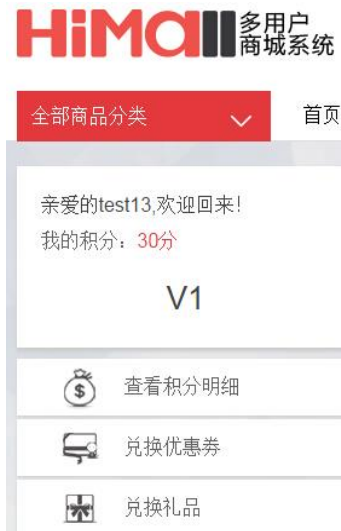 HiMall 多用户
商城系统
全部商品分类 首页
亲爱的test13,欢迎回来!
我的积分：30分
V1
查看积分明细
兑换优惠券
兑换礼品